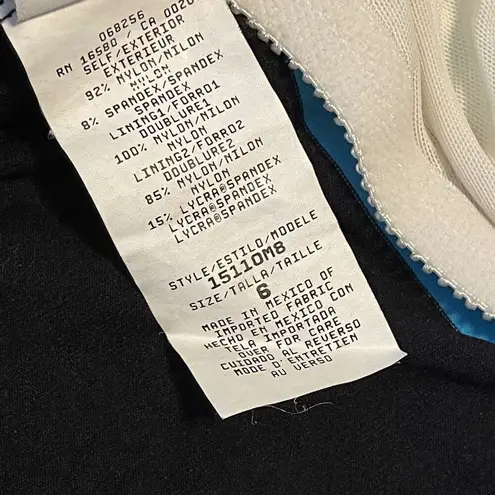 068256
RN 16580 / CA 0020
SELF/EXTERIOR
EXTERIEUR
92% NYLON/NILON
NYLON
8% SPANDEX/SPANDEX
SPANDEX
LINING1/FORRO1
DOUBLURE1
100% NYLON/NILON
NYLON
LINING2/FORRO2
DOUBLURE2
85% NYLON/NILON
NYLON
15% LYCRA@SPANDEX
LYCRA@SPANDEX
LYCRA@SPANDEX
STYLE/ESTILO/MODELE
15110M8
SIZE/TALLA/TAILLE
6
MADE IN MEXICO OF
IMPORTED FABRIC
HECHO EN MEXICO CON
TELA IMPORTADA
OVER FOR CARE
CUIDADO AL REVERSO
MODE D'ENTRETIEN
AU VERSO